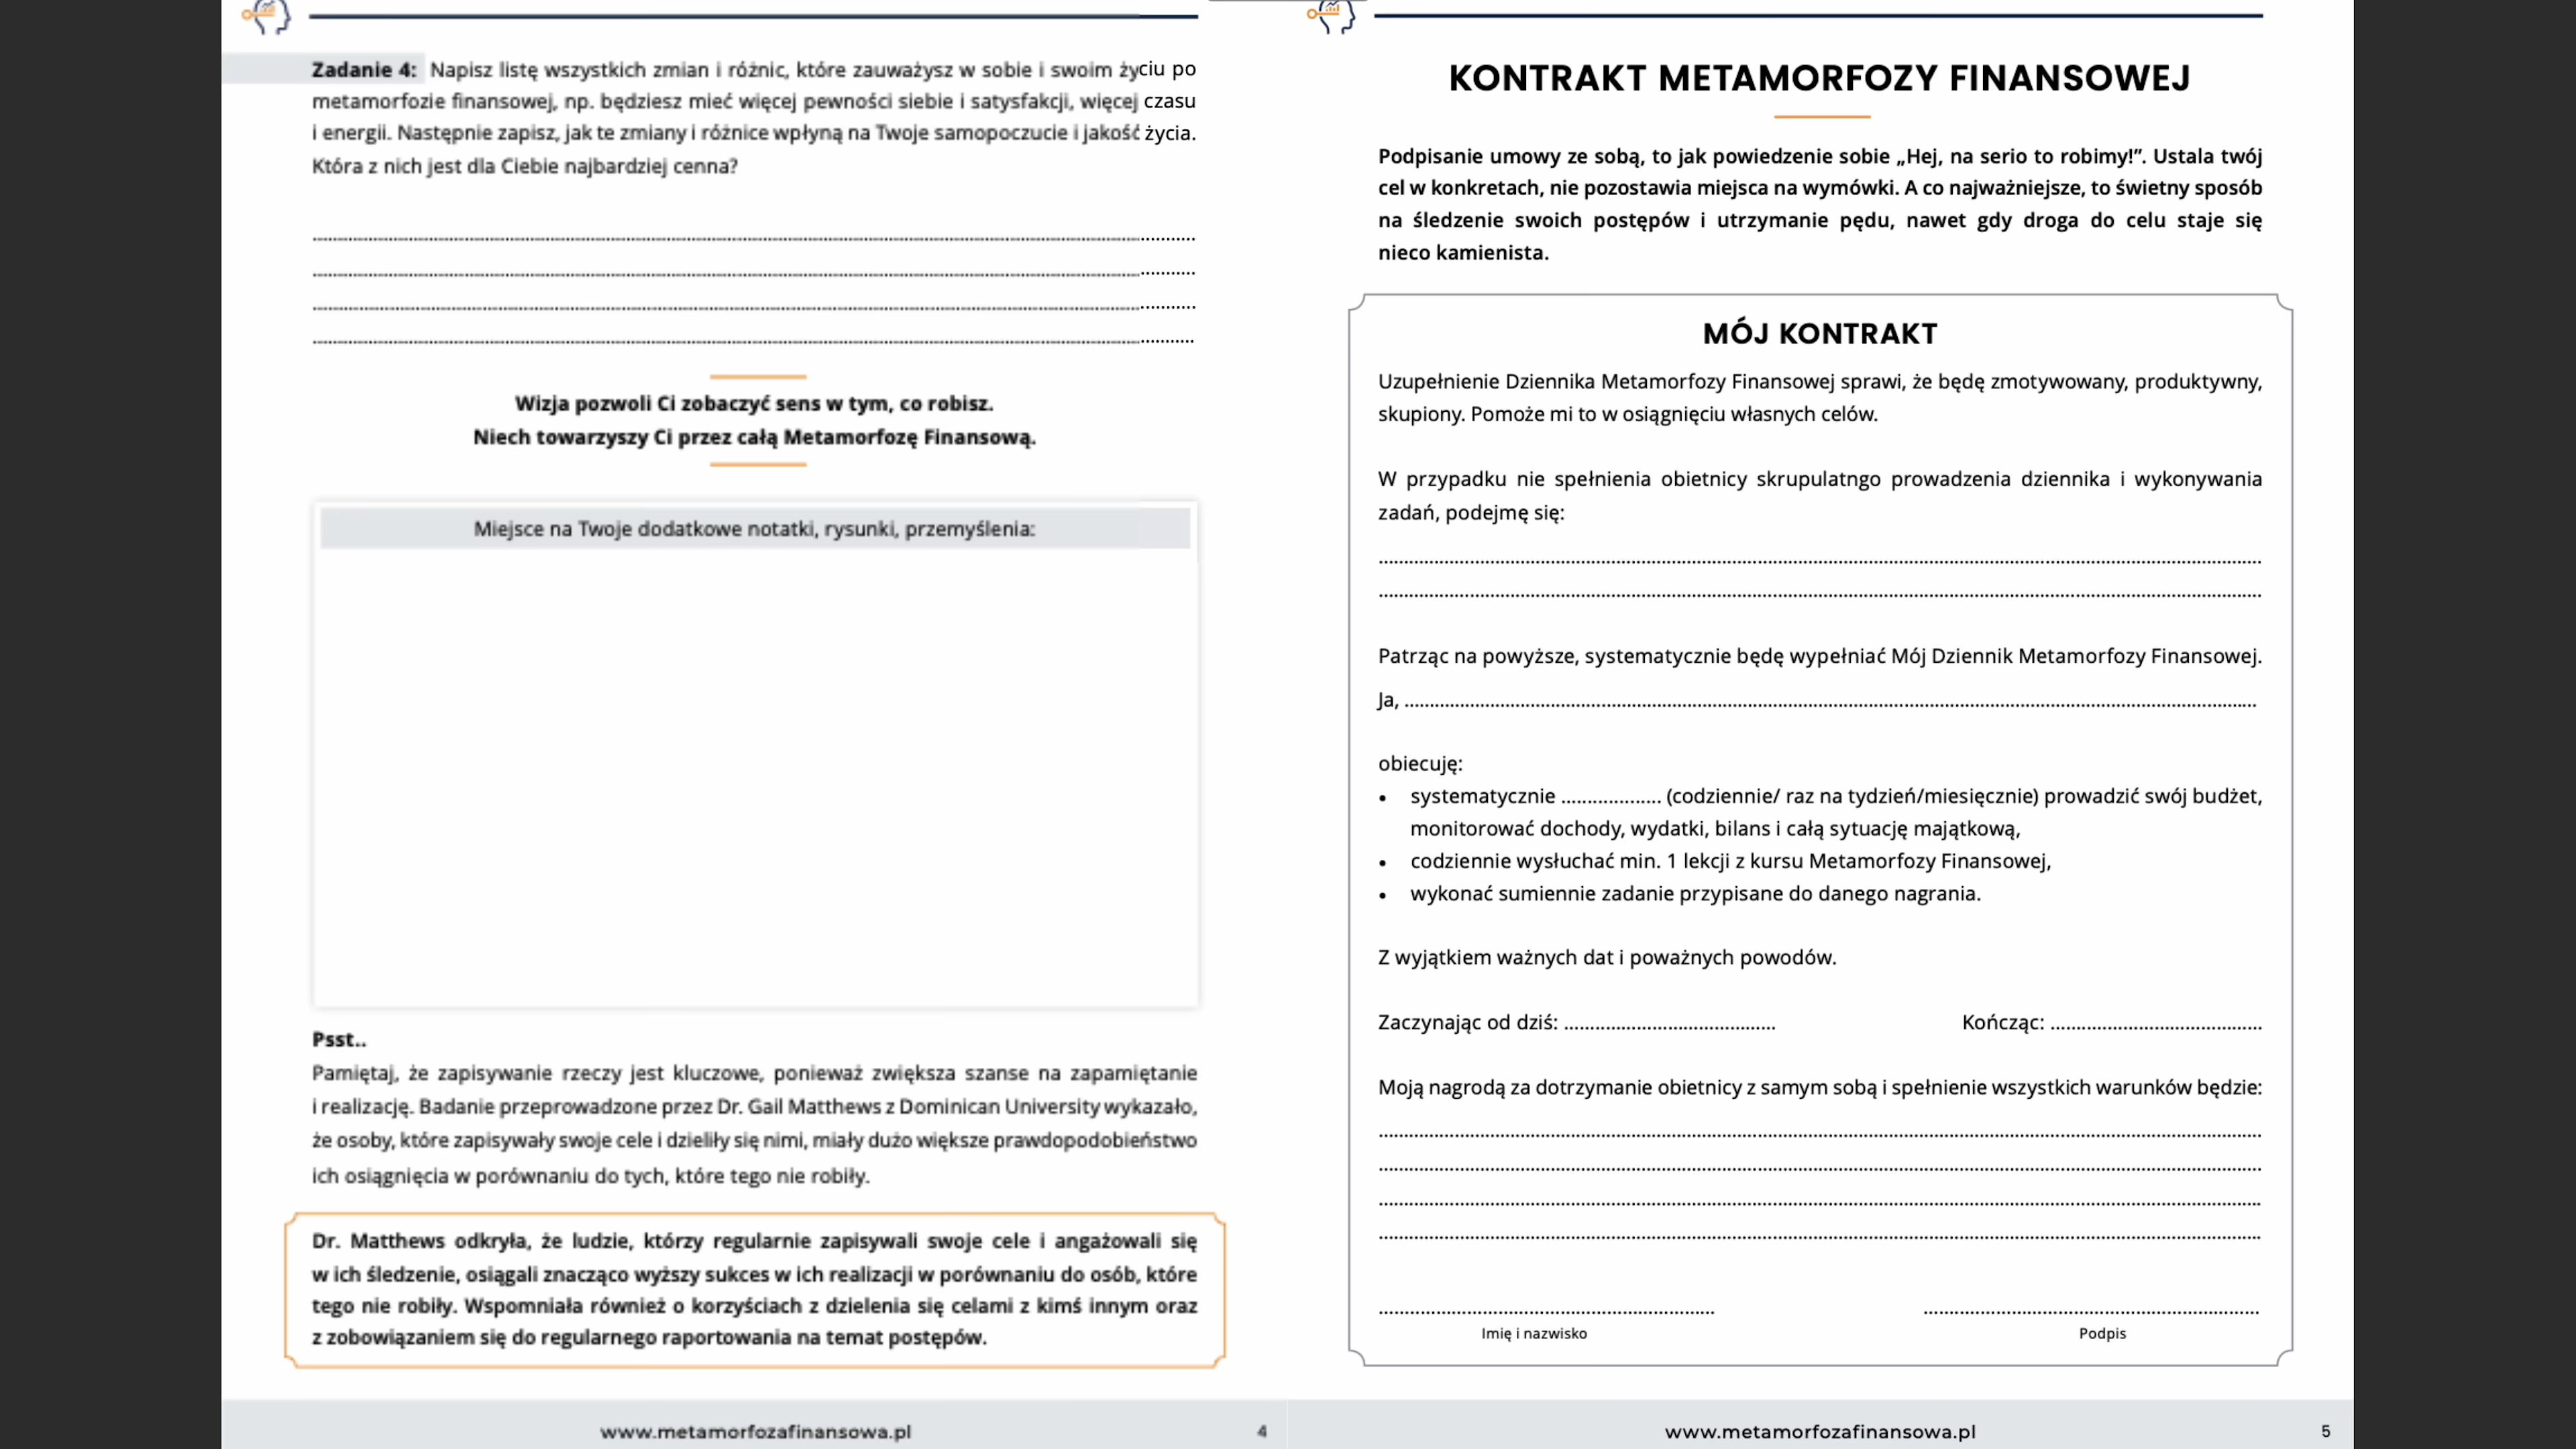 Zadanie 4: Napisz listę wszystkich zmian i różnic, które zauważysz w sobie i swoim życiu po
metamorfozie finansowej, np. będziesz mieć więcej pewności siebie i satysfakcji, więcej czasu
i energii. Następnie zapisz, jak te zmiany i różnice wpłyną na Twoje samopoczucie i jakość życia.
Która z nich jest dla Ciebie najbardziej cenna?
Wizja pozwoli Ci zobaczyć sens w tym, co robisz.
Niech towarzyszy Ci przez całą Metamorfozę Finansową.
Miejsce na Twoje dodatkowe notatki, rysunki, przemyślenia:
Psst..
Pamiętaj, że zapisywanie rzeczy jest kluczowe, ponieważ zwiększa szanse na zapamiętanie
i realizację. Badanie przeprowadzone przez Dr. Gail Matthews z Dominican University wykazało,
że osoby, które zapisywały swoje cele i dzieliły się nimi, miały dużo większe prawdopodobieństwo
ich osiągnięcia w porównaniu do tych, które tego nie robiły.
Dr. Matthews odkryła, że ludzie, którzy regularnie zapisywali swoje cele i angażowali się
w ich śledzenie, osiągali znacząco wyższy sukces w ich realizacji w porównaniu do osób, które
tego nie robiły. Wspomniała również o korzyściach z dzielenia się celami z kimś innym oraz
z zobowiązaniem się do regularnego raportowania na temat postępów.
www.metamorfozafinansowa.pl 4
KONTRAKT METAMORFOZY FINANSOWEJ
Podpisanie umowy ze sobą, to jak powiedzenie sobie „Hej, na serio to robimy!”. Ustala twój
cel w konkretach, nie pozostawia miejsca na wymówki. A co najważniejsze, to świetny sposób
na śledzenie swoich postępów i utrzymanie pędu, nawet gdy droga do celu staje się
nieco kamienista.
MÓJ KONTRAKT
Uzupełnienie Dziennika Metamorfozy Finansowej sprawi, że będę zmotywowany, produktywny,
skupiony. Pomoże mi to w osiągnięciu własnych celów.
W przypadku nie spełnienia obietnicy skrupulatngo prowadzenia dziennika i wykonywania
zadań, podejmę się:
Patrząc na powyższe, systematycznie będę wypełniać Mój Dziennik Metamorfozy Finansowej.
Ja, ........................................
obiecuję:
• systematycznie ................... (codziennie/ raz na tydzień/miesięcznie) prowadzić swój budżet,
monitorować dochody, wydatki, bilans i całą sytuację majątkową,
• codziennie wysłuchać min. 1 lekcji z kursu Metamorfozy Finansowej,
• wykonać sumiennie zadanie przypisane do danego nagrania.
Z wyjątkiem ważnych dat i poważnych powodów.
Zaczynając od dziś: ........................................ Kończąc: ........................................
Moją nagrodą za dotrzymanie obietnicy z samym sobą i spełnienie wszystkich warunków będzie:
Imię i nazwisko Podpis
www.metamorfozafinansowa.pl 5